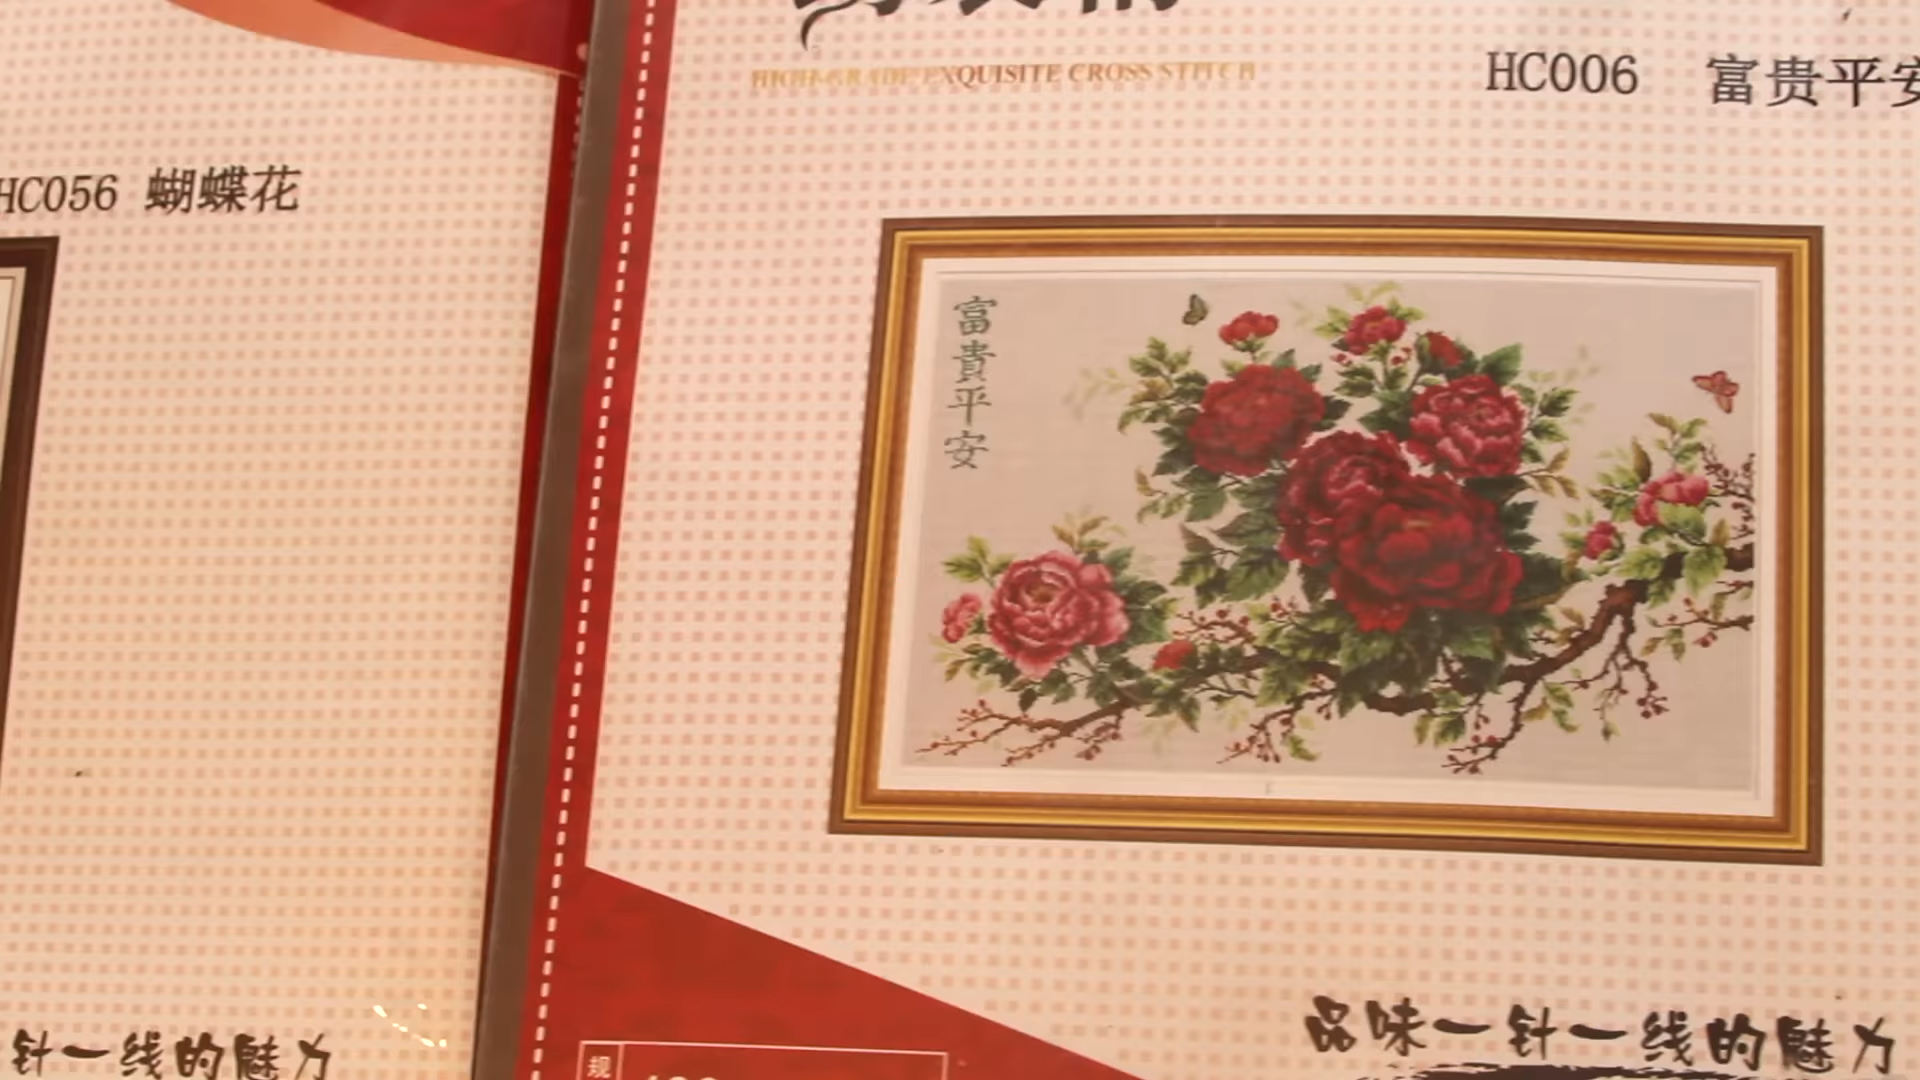 HC056 蝴蝶花
针一线的魅力
HIGH-GRADE EXQUISITE CROSS STITCH
HC006 富贵平安
富
貴
平
安
品味一针一线的魅力
规